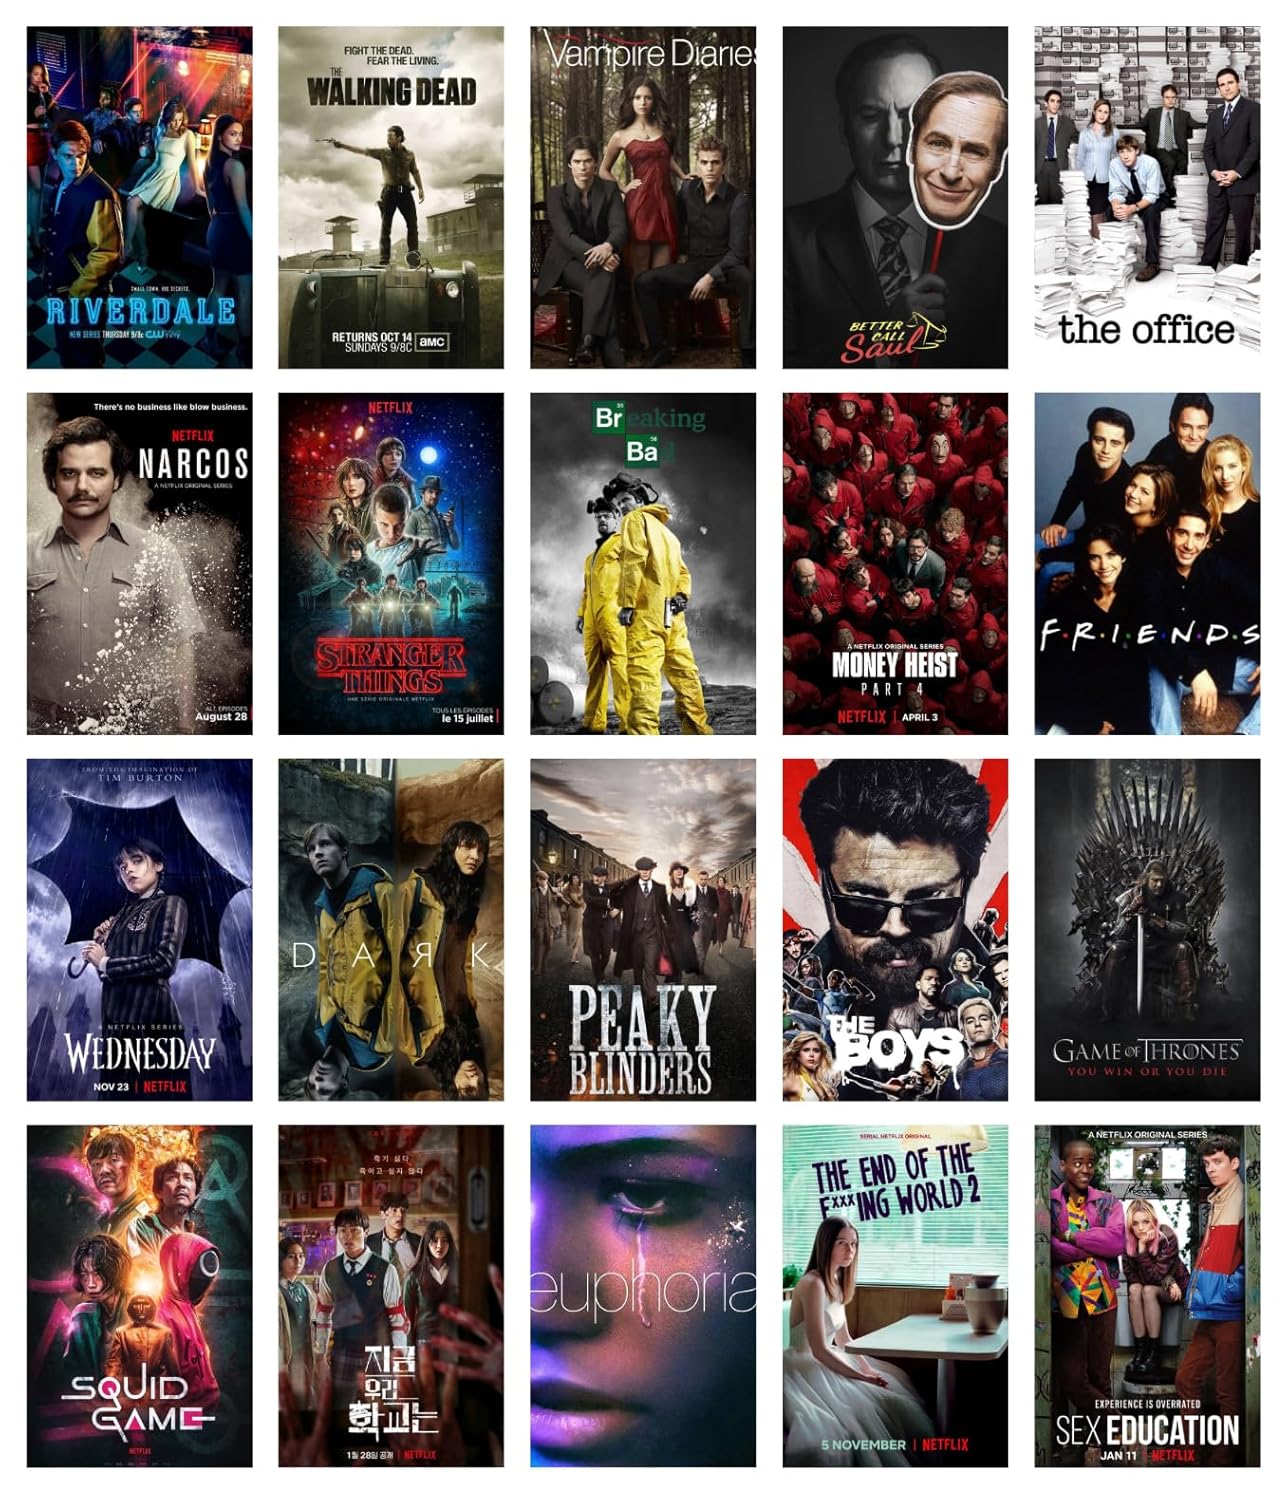 SMALL TOWN. BIG SECRETS.
RIVERDALE
NEW SERIES THURSDAY 9/8c CW
FIGHT THE DEAD.
FEAR THE LIVING.
THE
WALKING DEAD
RETURNS OCT 14
SUNDAYS 9/8C amc
Vampire Diaries
BETTER
CALL
Saul
the office
There's no business like blow business.
NETFLIX
NARCOS
A NETFLIX ORIGINAL SERIES
ALL EPISODES
August 28
NETFLIX
STRANGER
THINGS
UNE SÉRIE ORIGINALE NETFLIX
TOUS LES ÉPISODES
le 15 juillet
35
Breaking
56
Bad
A NETFLIX ORIGINAL SERIES
MONEY HEIST
PART 4
NETFLIX | APRIL 3
F·R·I·E·N·D·S
FROM THE IMAGINATION OF
TIM BURTON
A NETFLIX SERIES
WEDNESDAY
NOV 23 | NETFLIX
DAЯK
PEAKY
BLINDERS
THE
BOYS
GAME OF THRONES
YOU WIN OR YOU DIE
SQUID
GAME
NETFLIX
죽기 싫다
죽이고 싶지 않다
지금
우리
학교는
1월 28일 공개 | NETFLIX
euphoria
SERIAL NETFLIX ORIGINAL
THE END OF THE
F***ING WORLD 2
5 NOVEMBER | NETFLIX
A NETFLIX ORIGINAL SERIES
EXPERIENCE IS OVERRATED
SEX EDUCATION
JAN 11 | NETFLIX